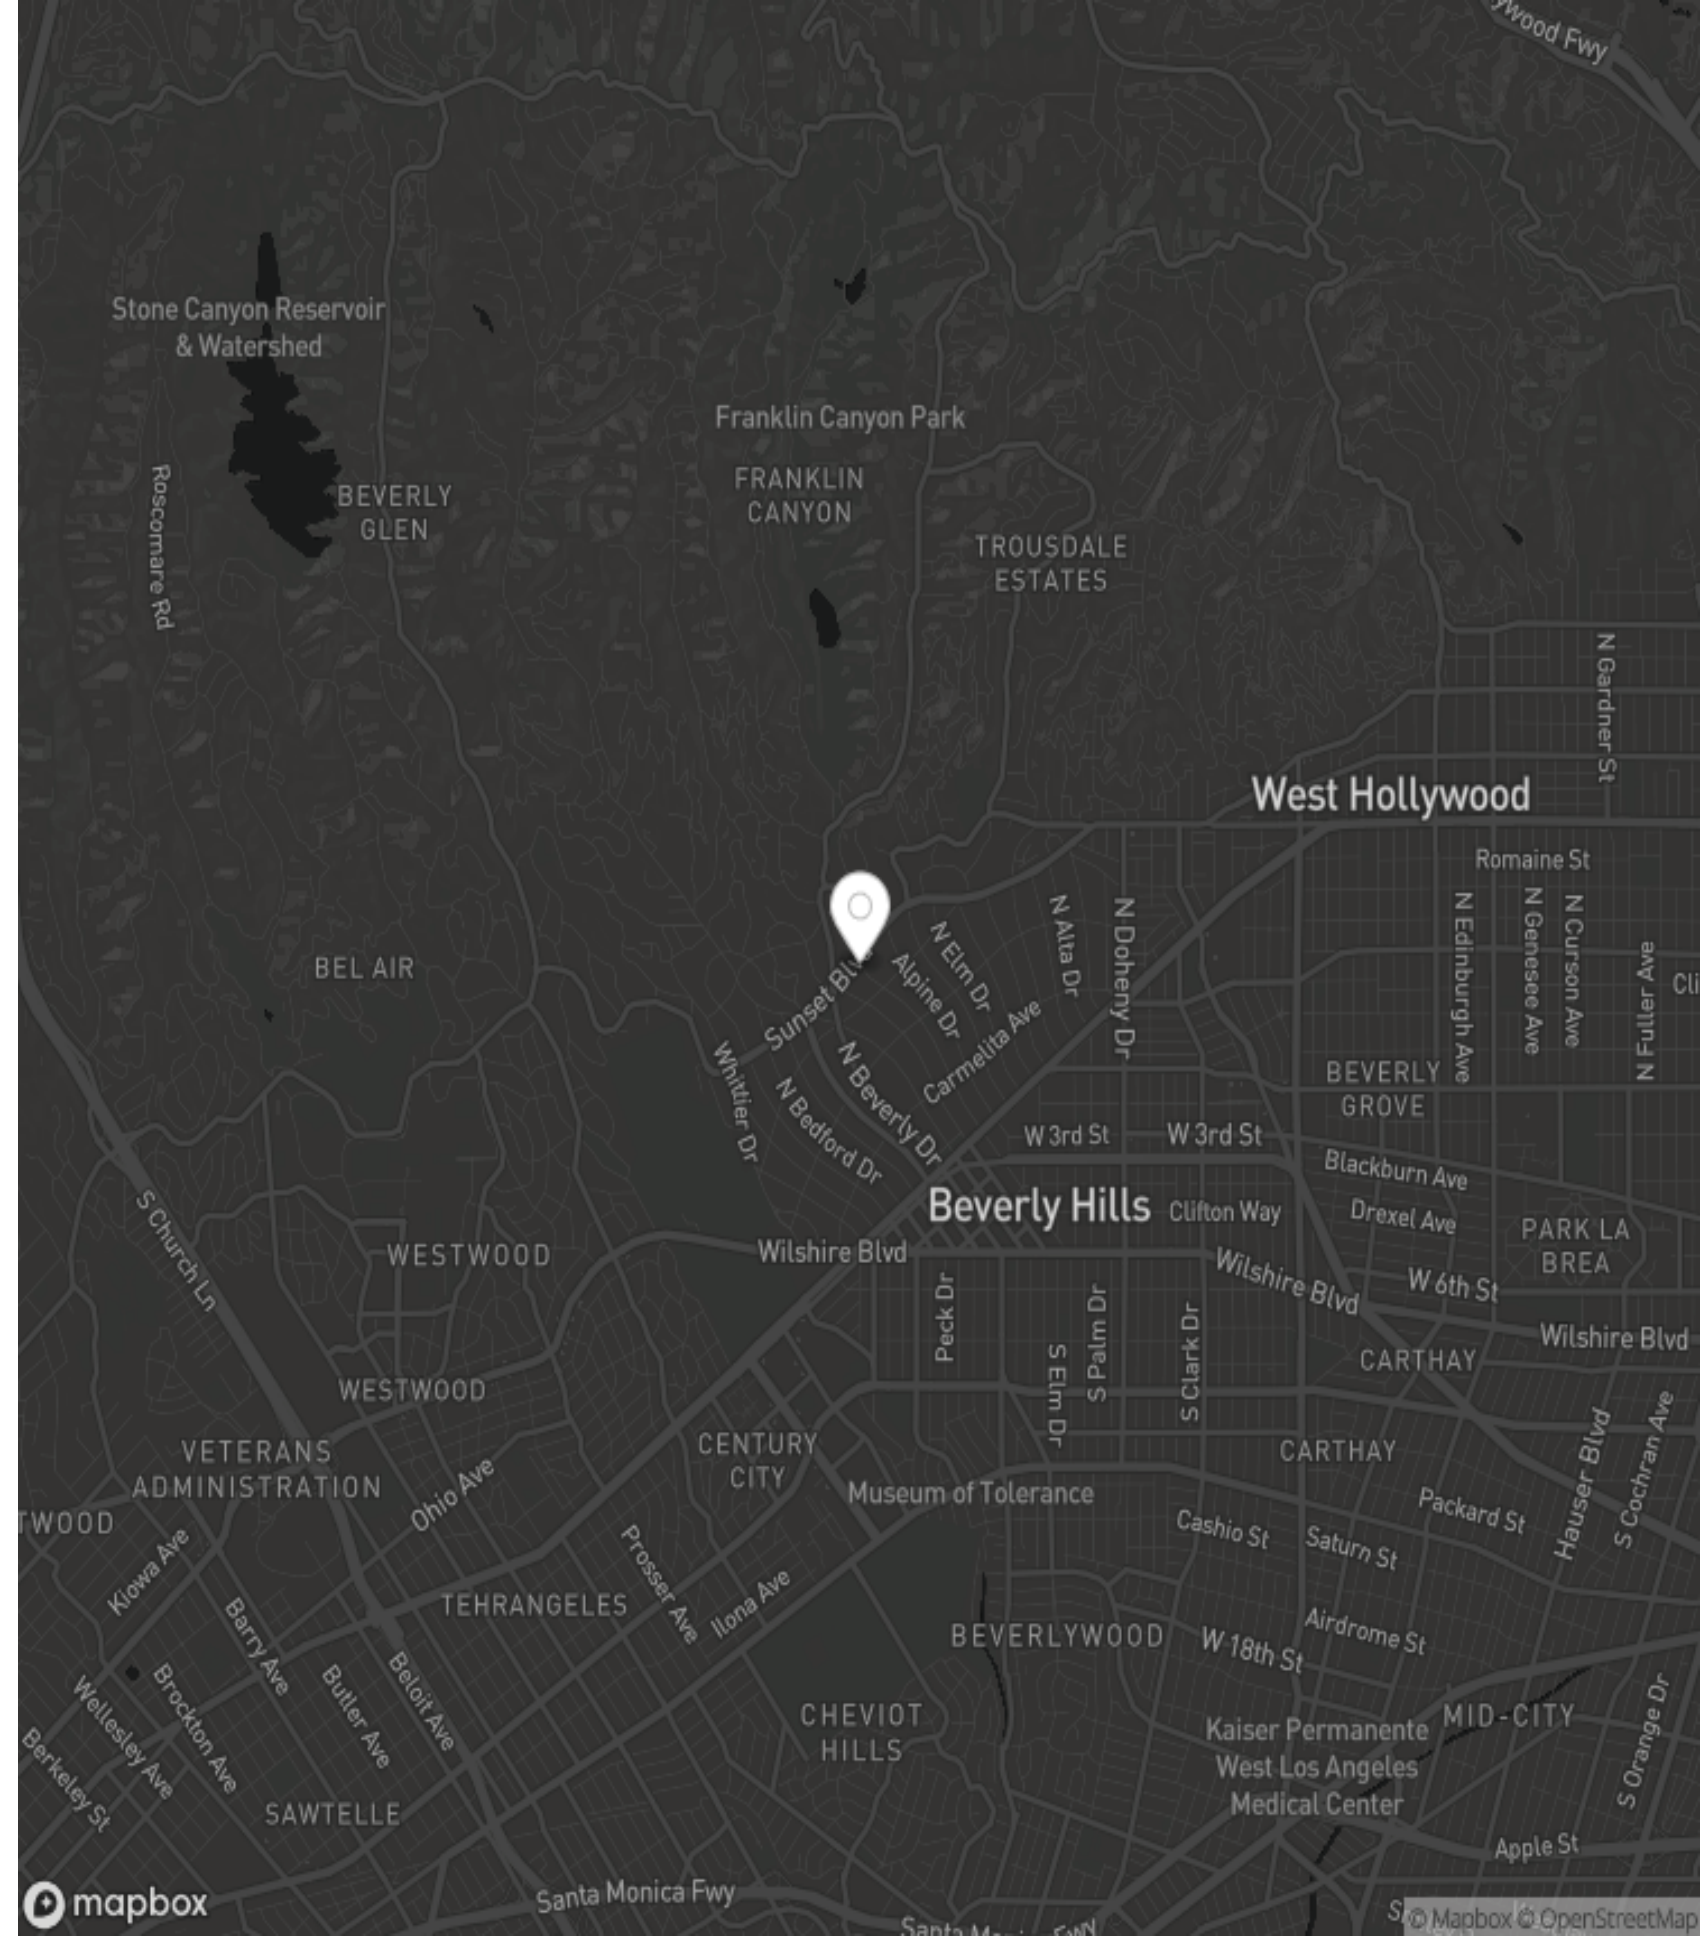 ywood Fwy
Stone Canyon Reservoir
& Watershed
Franklin Canyon Park
Roscomare Rd
BEVERLY
GLEN
FRANKLIN
CANYON
TROUSDALE
ESTATES
N Gardner St
West Hollywood
Romaine St
N Edinburgh Ave
N Genesee Ave
N Curson Ave
N Fuller Ave
Cli
BEL AIR
Sunset Blv
N Elm Dr
Alpine Dr
N Alta Dr
N Doheny Dr
Carmelita Ave
Whittier Dr
N Bedford Dr
N Beverly Dr
BEVERLY
GROVE
W 3rd St
W 3rd St
Blackburn Ave
Beverly Hills
Clifton Way
Drexel Ave
PARK LA
BREA
S Church Ln
WESTWOOD
Wilshire Blvd
Wilshire Blvd
W 6th St
Wilshire Blvd
Peck Dr
S Elm Dr
S Palm Dr
S Clark Dr
CARTHAY
WESTWOOD
VETERANS
ADMINISTRATION
Ohio Ave
CENTURY
CITY
CARTHAY
Hauser Blvd
S Cochran Ave
Museum of Tolerance
Packard St
Cashio St
Saturn St
TWOOD
Kiowa Ave
Prosser Ave
Ilona Ave
TEHRANGELES
BEVERLYWOOD
Airdrome St
W 18th St
Barry Ave
Brockton Ave
Butler Ave
Beloit Ave
Wellesley Ave
Berkeley St
CHEVIOT
HILLS
MID-CITY
S Orange Dr
Kaiser Permanente
West Los Angeles
Medical Center
SAWTELLE
Apple St
Santa Monica Fwy
mapbox
© Mapbox © OpenStreetMap